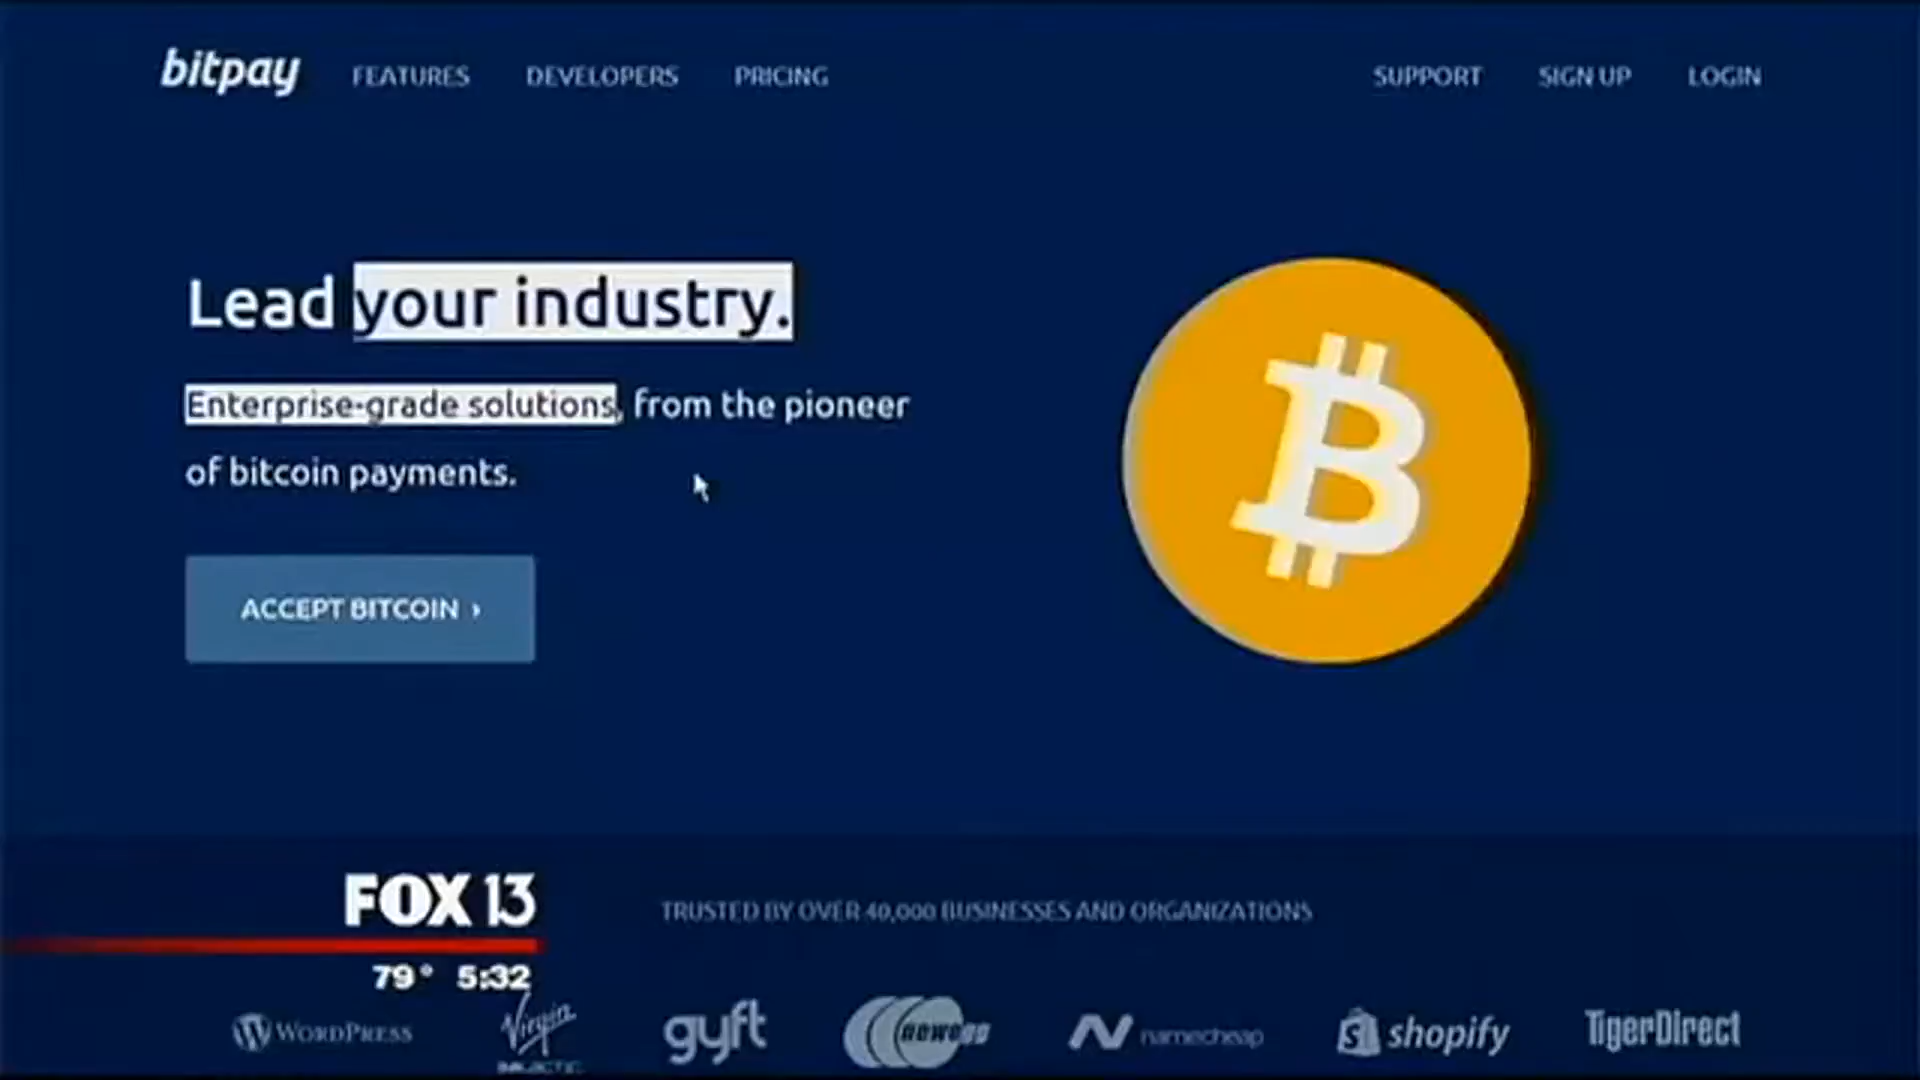 bitpay FEATURES DEVELOPERS PRICING SUPPORT SIGN UP LOGIN
Lead your industry.
Enterprise-grade solutions, from the pioneer
of bitcoin payments.
ACCEPT BITCOIN ›
FOX 13
TRUSTED BY OVER 40,000 BUSINESSES AND ORGANIZATIONS
79° 5:32
WORDPRESS Virgin gyft newegg namecheap shopify TigerDirect